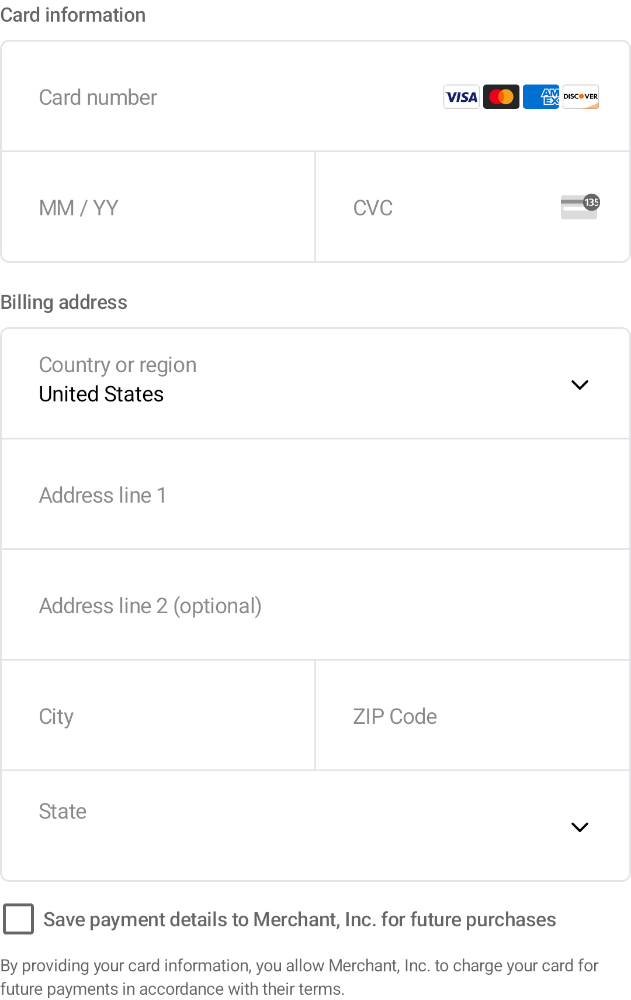 Card information
Card number VISA AM EX DISCOVER
MM / YY CVC 135
Billing address
Country or region
United States
Address line 1
Address line 2 (optional)
City ZIP Code
State
Save payment details to Merchant, Inc. for future purchases
By providing your card information, you allow Merchant, Inc. to charge your card for
future payments in accordance with their terms.